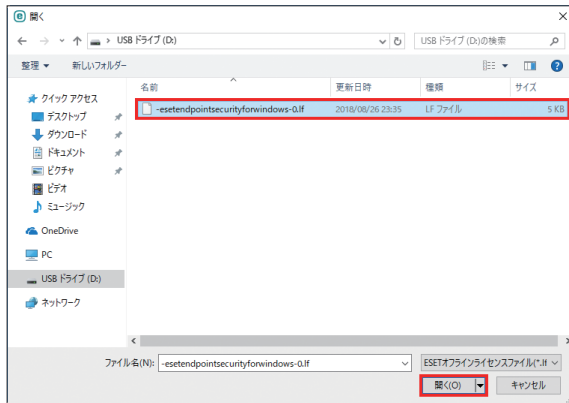 e 開く
USB ドライブ (D:)
USB ドライブ (D:)の検索
整理 新しいフォルダー
名前 更新日時 種類 サイズ
-esetendpointsecurityforwindows-0.lf 2018/08/26 23:35 LF ファイル 5 KB
クイック アクセス
デスクトップ
ダウンロード
ドキュメント
ピクチャ
ビデオ
ミュージック
OneDrive
PC
USB ドライブ (D:)
ネットワーク
ファイル名(N): -esetendpointsecurityforwindows-0.lf ESETオフラインライセンスファイル(*.lf
開く(O) キャンセル